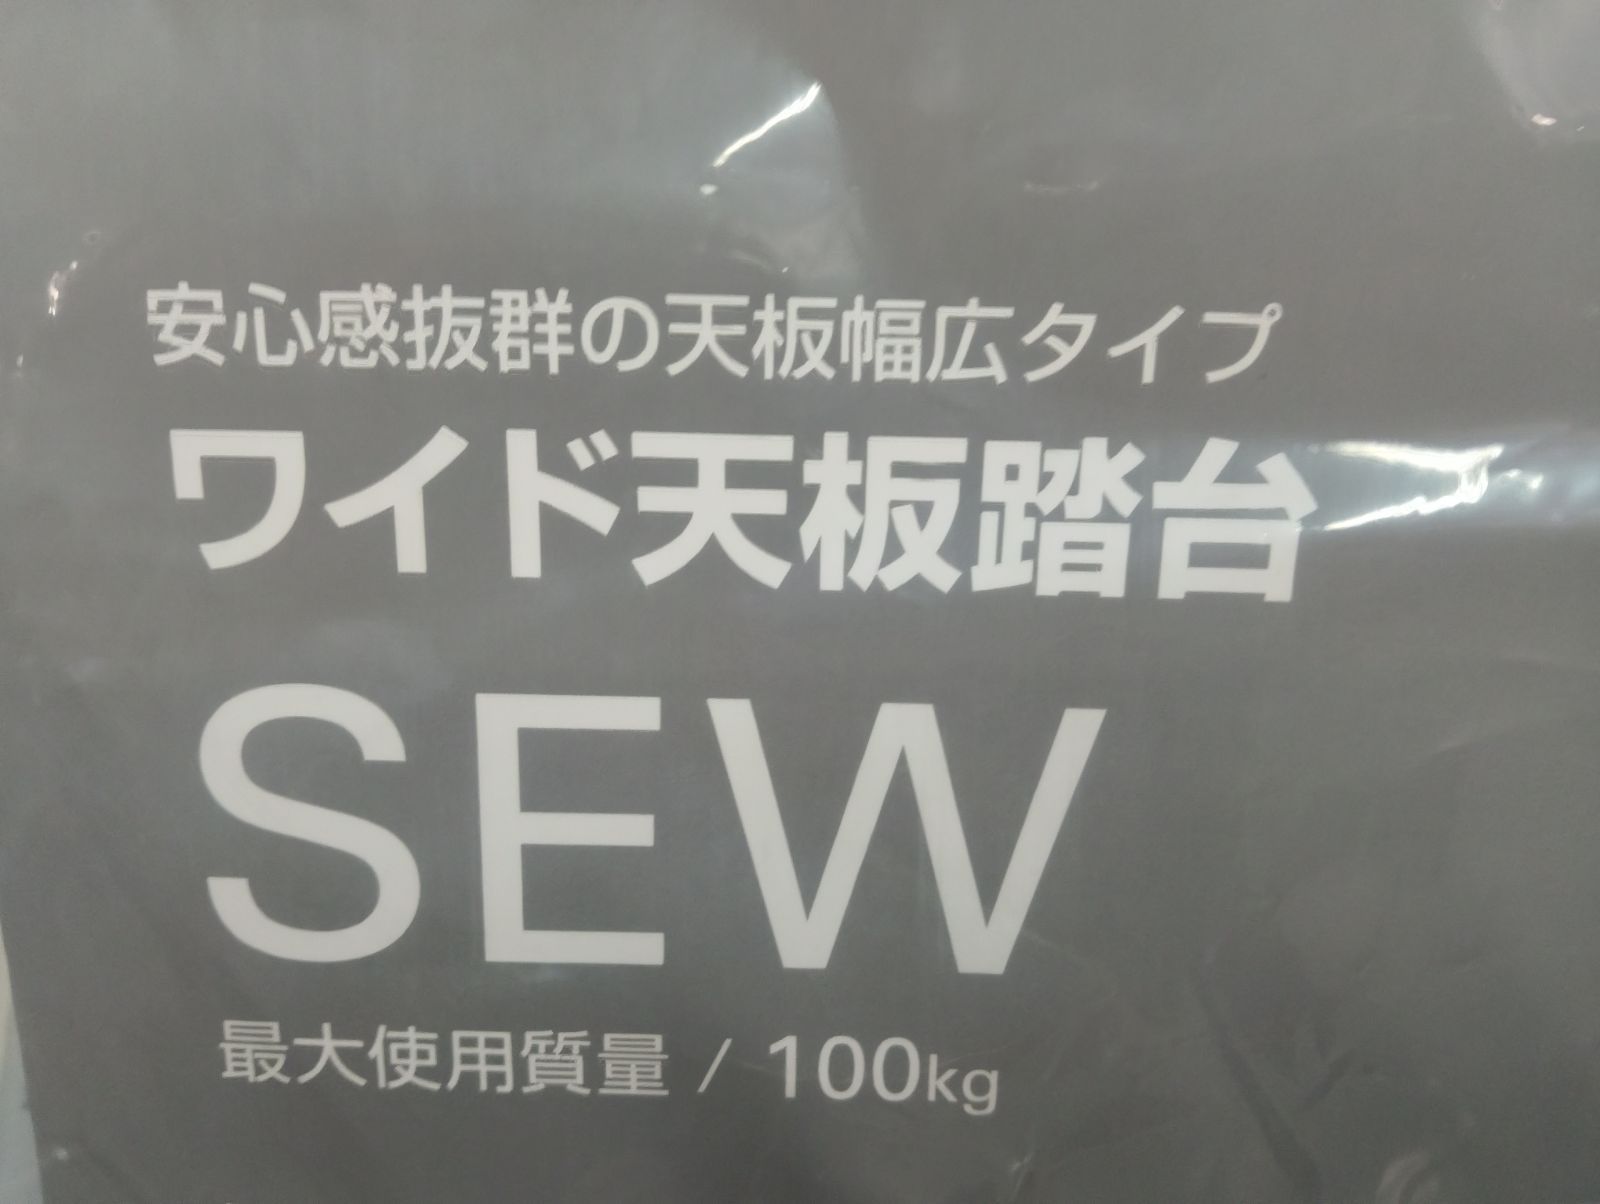 安心感抜群の天板幅広タイプ
ワイド天板踏台
SEW
最大使用質量 / 100kg